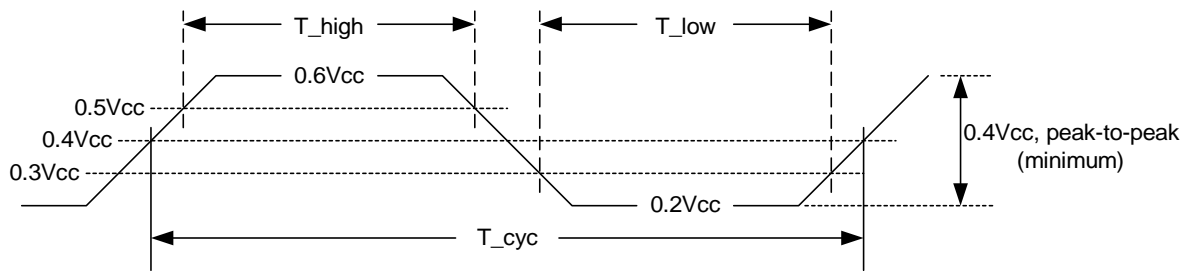 T_high
T_low
0.6Vcc
0.5Vcc
0.4Vcc
0.4Vcc, peak-to-peak
(minimum)
0.3Vcc
0.2Vcc
T_cyc